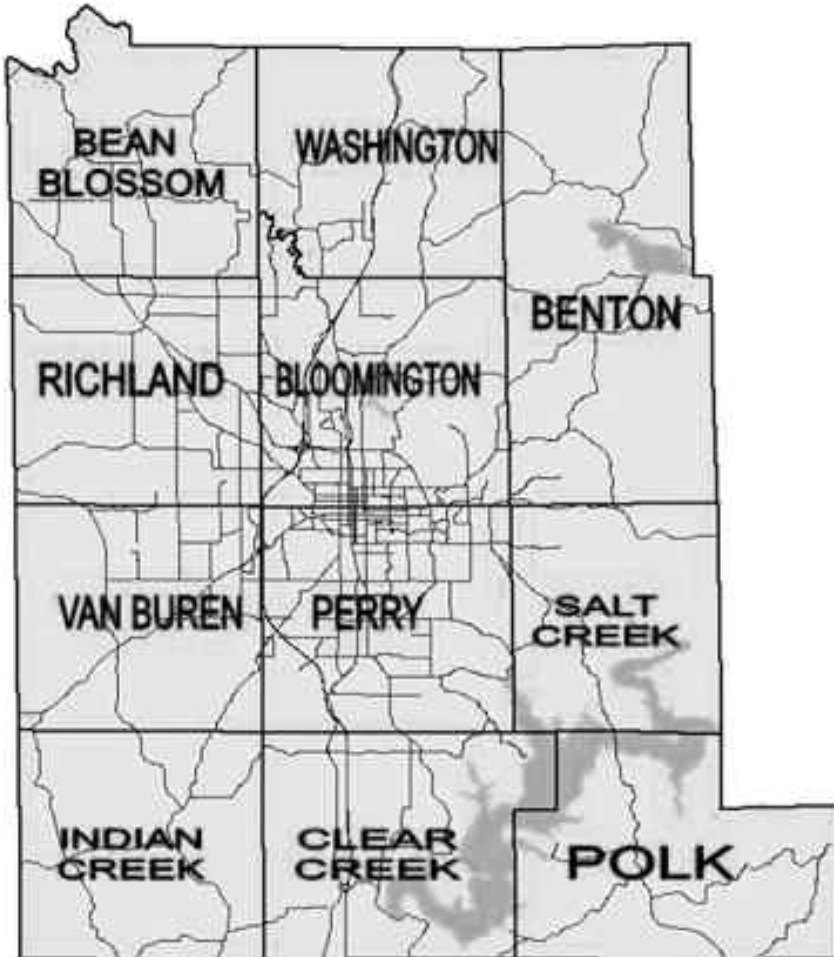 BEAN
BLOSSOM
WASHINGTON
BENTON
RICHLAND
BLOOMINGTON
VAN BUREN
PERRY
SALT
CREEK
INDIAN
CREEK
CLEAR
CREEK
POLK